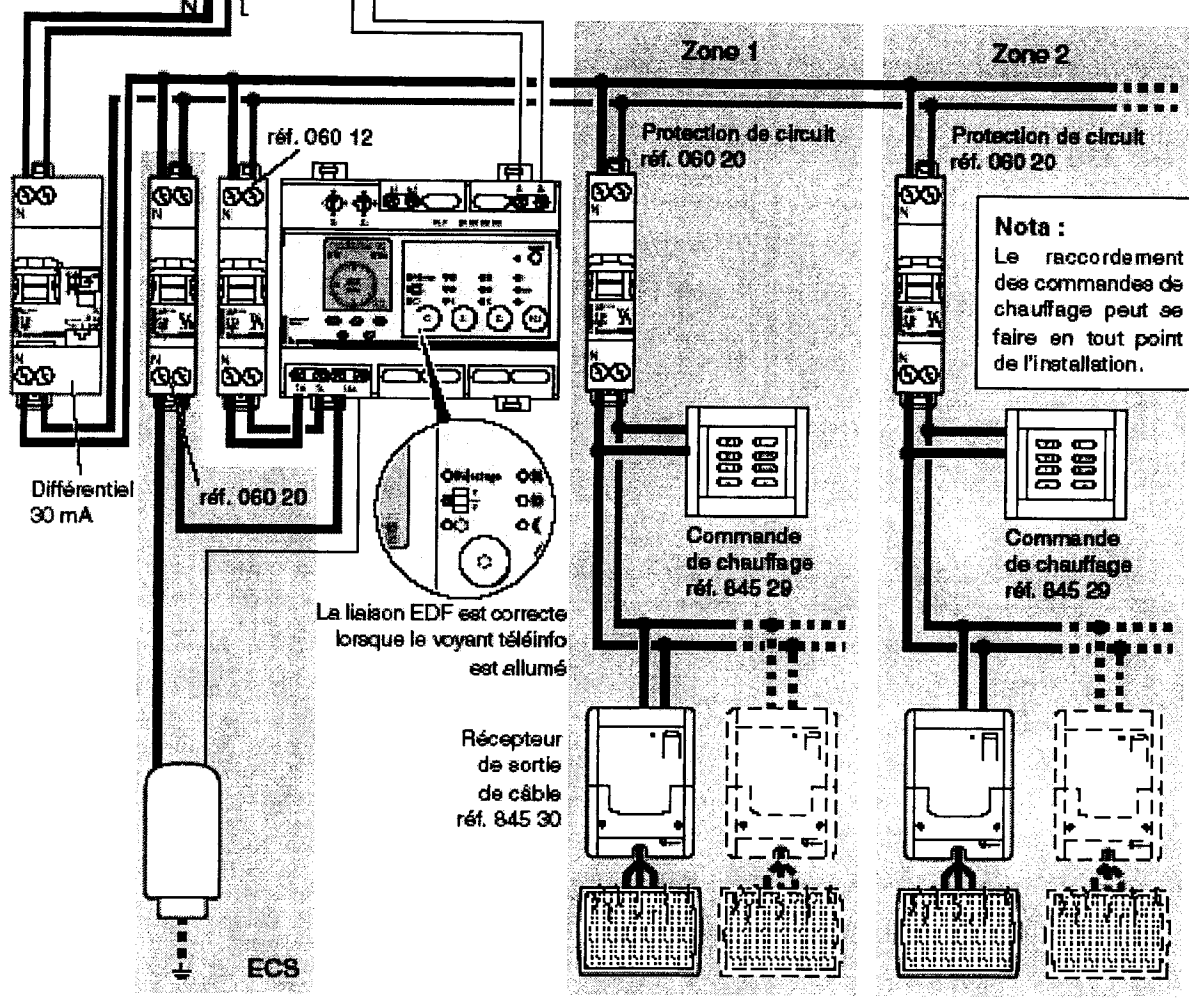 N L
Zone 1
Zone 2
réf. 060 12
Protection de circuit
réf. 060 20
Protection de circuit
réf. 060 20
N
N
N
N
N
Nota :
Le raccordement
des commandes de
chauffage peut se
faire en tout point
de l'installation.
N
N
N
N
N
Différentiel
30 mA
réf. 060 20
Délestage
La liaison EDF est correcte
lorsque le voyant téléinfo
est allumé
Commande
de chauffage
réf. 845 29
Commande
de chauffage
réf. 845 29
Récepteur
de sortie
de câble
réf. 845 30
ECS